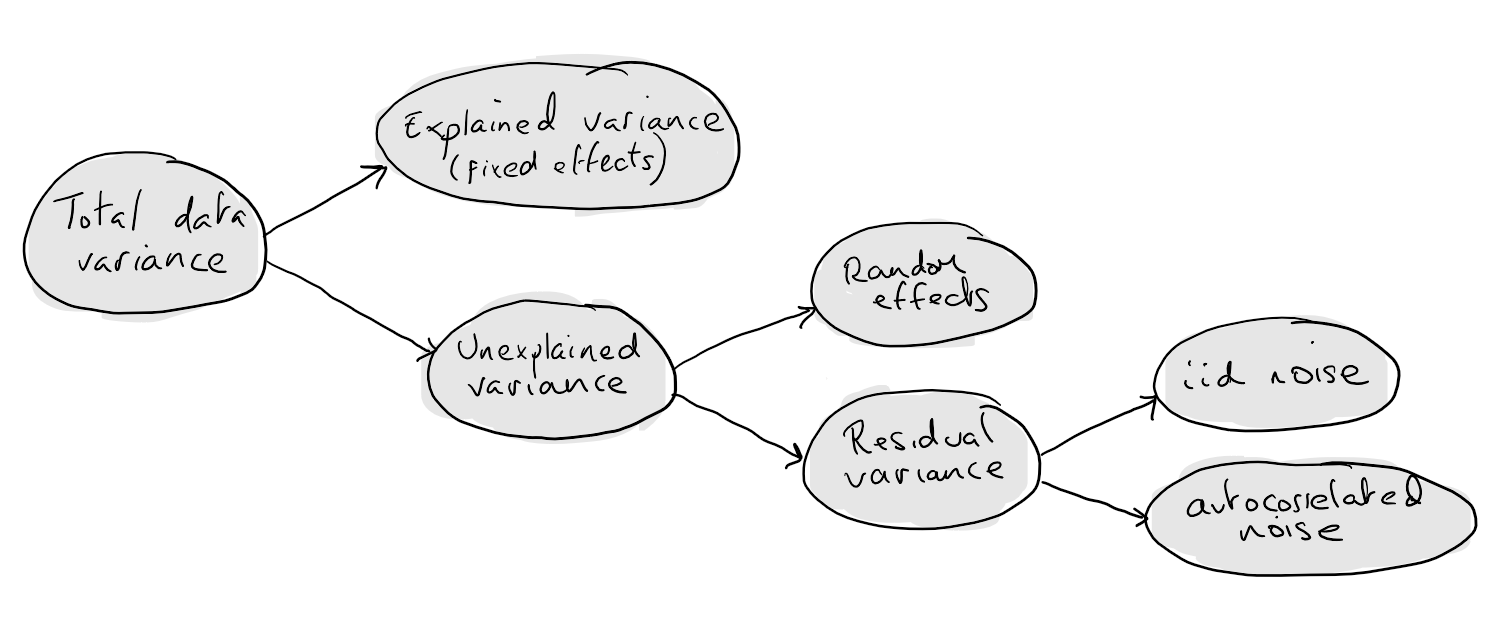 Total data
variance
Explained variance
(fixed effects)
Unexplained
variance
Random
effects
Residual
variance
iid noise
autocorrelated
noise